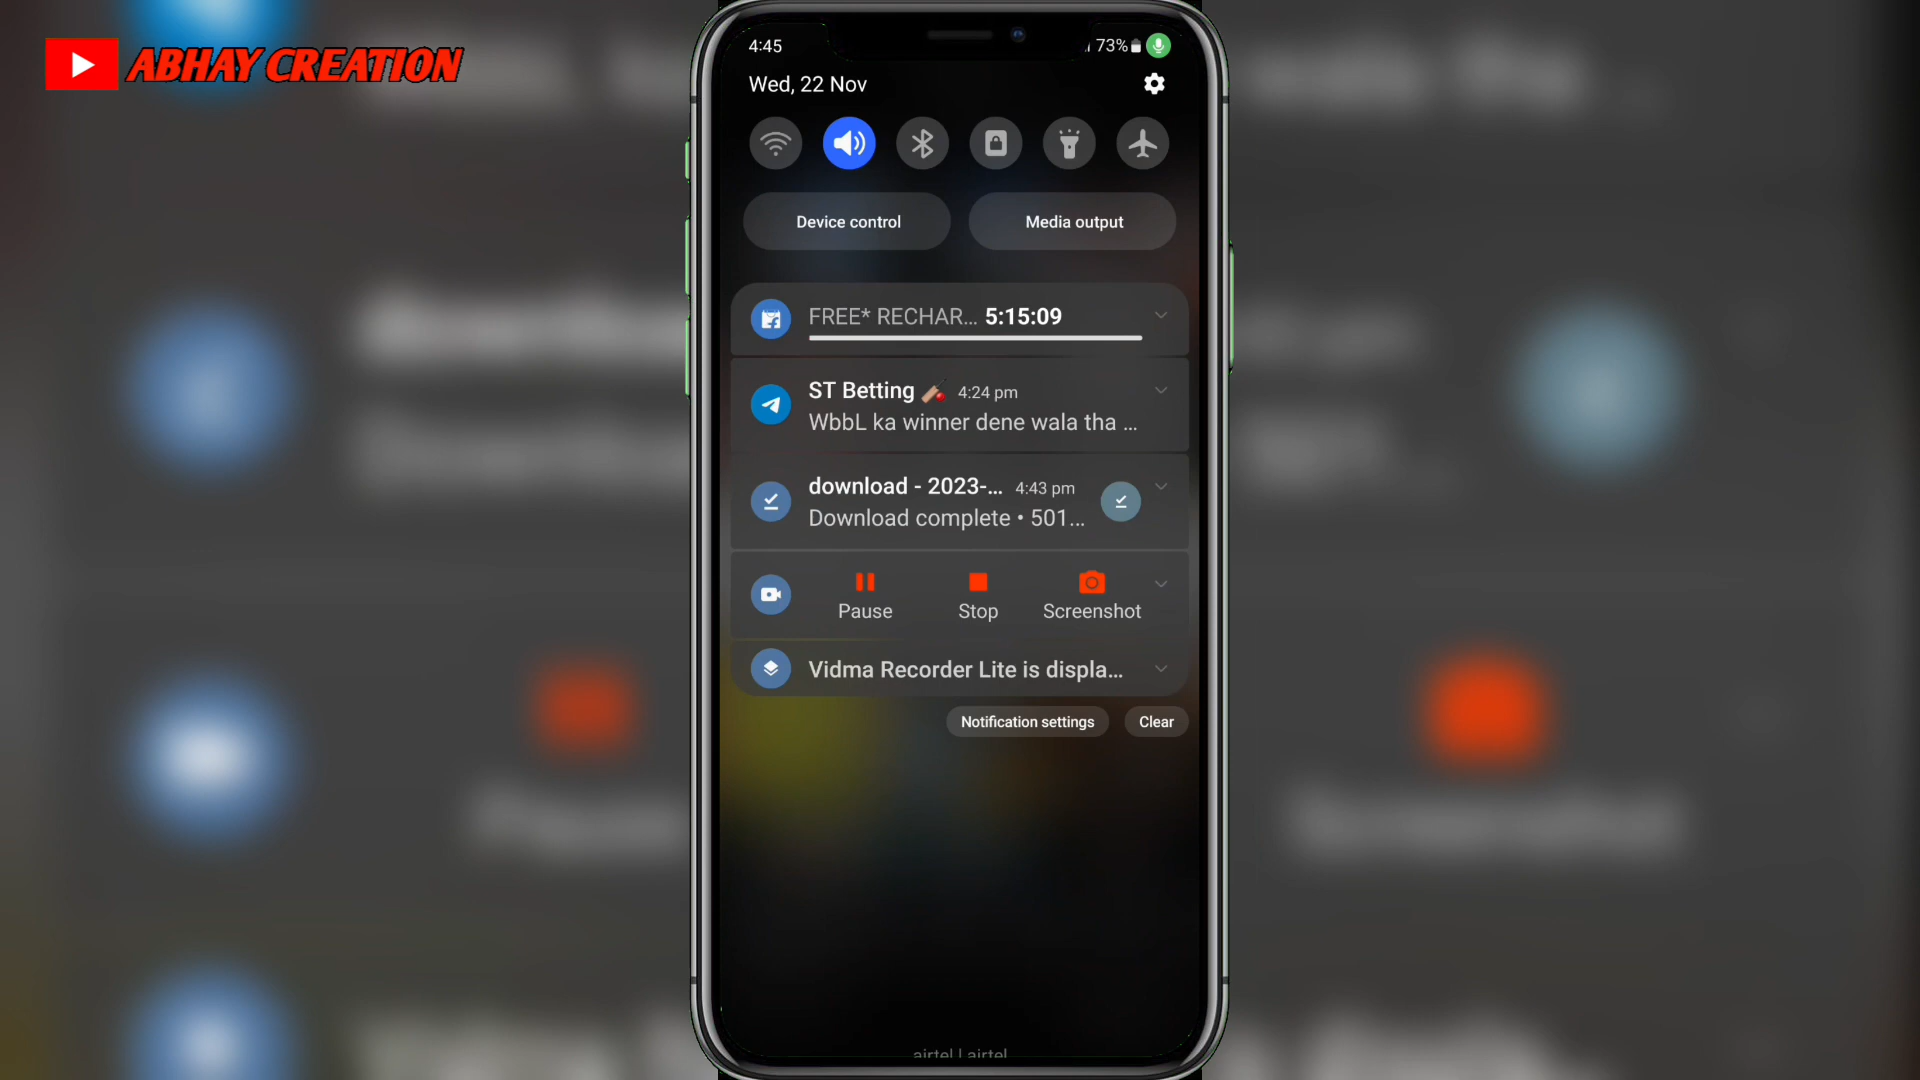 ABHAY CREATION
4:45
73%
Wed, 22 Nov
Device control
Media output
FREE* RECHAR... 5:15:09
ST Betting 4:24 pm
WbbL ka winner dene wala tha ...
download - 2023-... 4:43 pm
Download complete • 501...
Pause
Stop
Screenshot
Vidma Recorder Lite is displa...
Notification settings
Clear
airtel | airtel